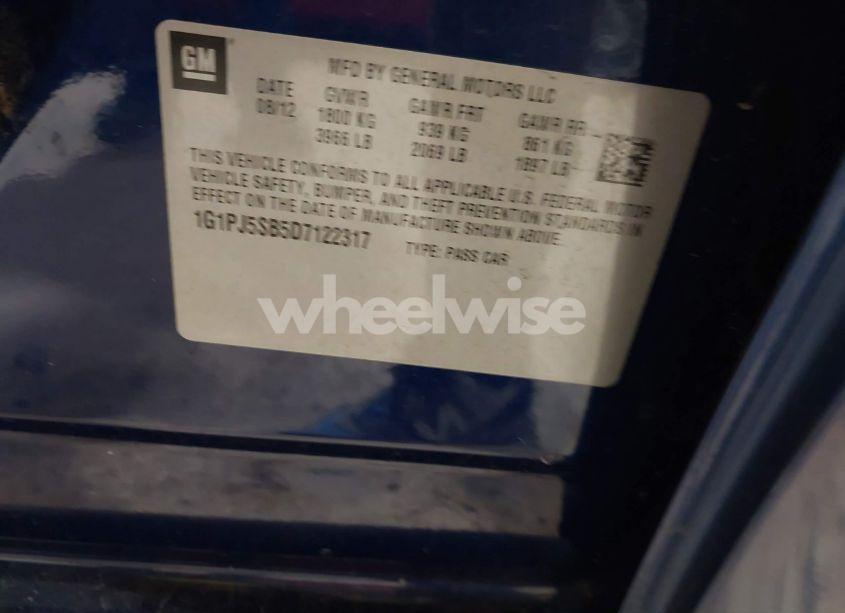 GM
MFD BY GENERAL MOTORS LLC
DATE GVWR GAWR FRT GAWR RR
08/12 1800 KG 939 KG 861 KG
3966 LB 2069 LB 1897 LB
THIS VEHICLE CONFORMS TO ALL APPLICABLE U.S. FEDERAL MOTOR
VEHICLE SAFETY, BUMPER, AND THEFT PREVENTION STANDARDS IN
EFFECT ON THE DATE OF MANUFACTURE SHOWN ABOVE.
1G1PJ5SB5D7122317 TYPE: PASS CAR
wheelwise